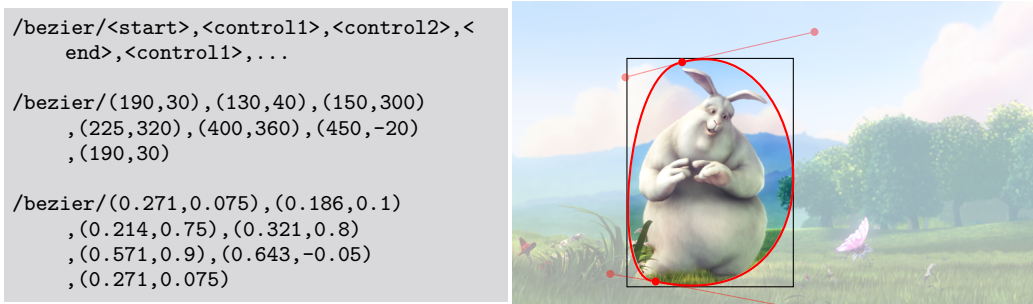 /bezier/<start>,<control1>,<control2>,<
end>,<control1>,...
/bezier/(190,30),(130,40),(150,300)
,(225,320),(400,360),(450,-20)
,(190,30)
/bezier/(0.271,0.075),(0.186,0.1)
,(0.214,0.75),(0.321,0.8)
,(0.571,0.9),(0.643,-0.05)
,(0.271,0.075)